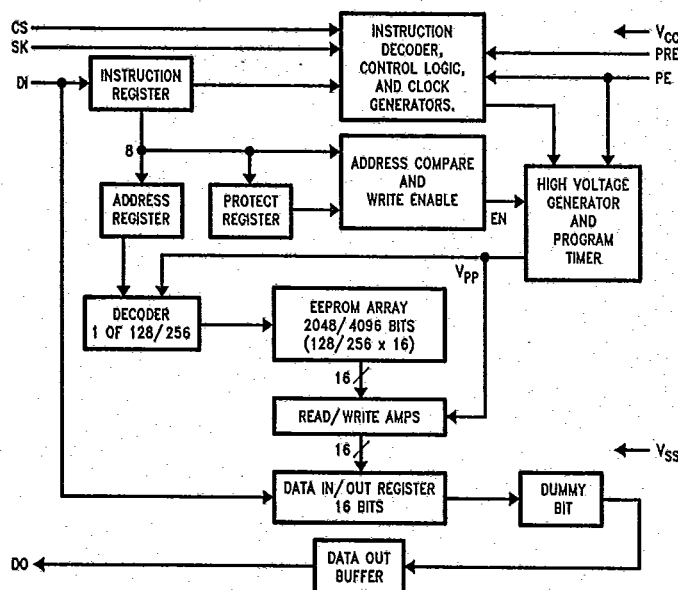 CS
SK
DI
INSTRUCTION
REGISTER
INSTRUCTION
DECODER,
CONTROL LOGIC,
AND CLOCK
GENERATORS.
VCC
PRE
PE
8
ADDRESS
REGISTER
PROTECT
REGISTER
ADDRESS COMPARE
AND
WRITE ENABLE
EN
HIGH VOLTAGE
GENERATOR
AND
PROGRAM
TIMER
VPP
DECODER
1 OF 128/256
EEPROM ARRAY
2048/4096 BITS
(128/256 x 16)
16
READ/WRITE AMPS
16
VSS
DATA IN/OUT REGISTER
16 BITS
DUMMY
BIT
DO
DATA OUT
BUFFER